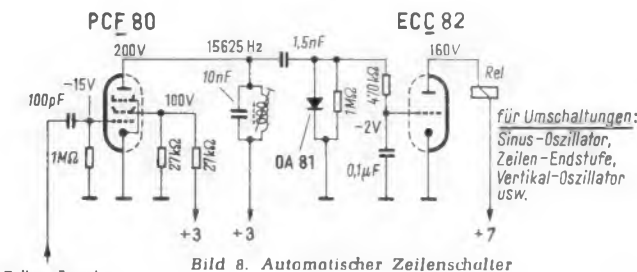 PCF 80
ECC 82
200V
15625 Hz
1,5nF
160V
Rel
10nF
-15V
100pF
100V
1MΩ
27kΩ
27kΩ
OA 81
1MΩ
470kΩ
-2V
0,1µF
für Umschaltungen:
Sinus-Oszillator,
Zeilen-Endstufe,
Vertikal-Oszillator
usw.
+3
+3
+7
Bild 8. Automatischer Zeilenschalter